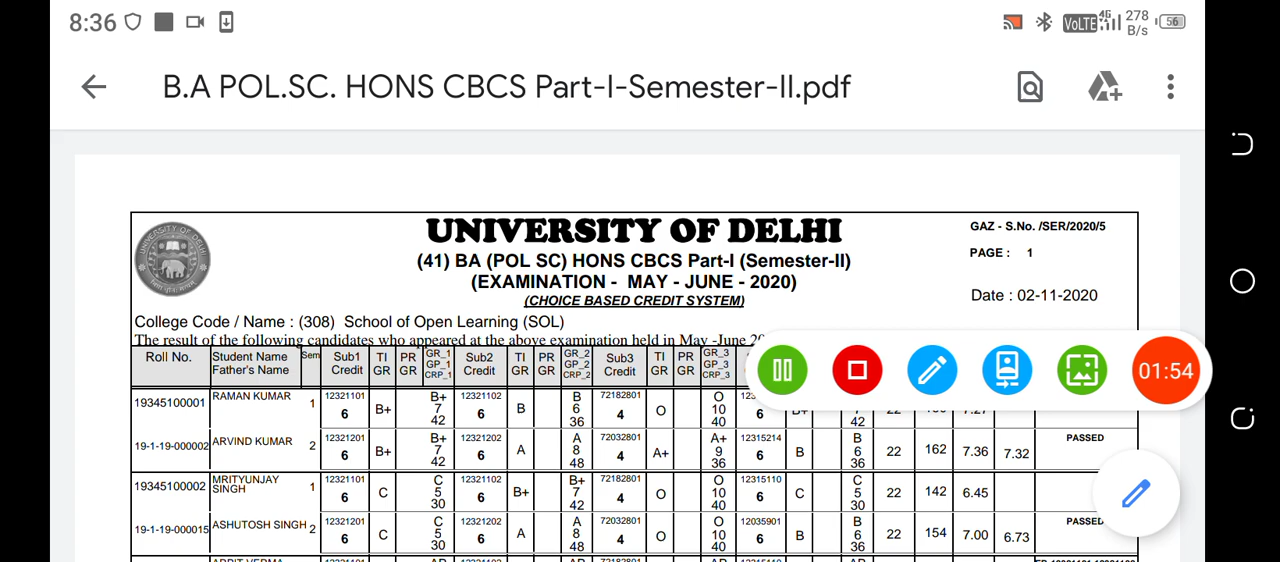 8:36 VoLTE 4G 278 B/s 56
B.A POL.SC. HONS CBCS Part-I-Semester-II.pdf
UNIVERSITY OF DELHI
GAZ - S.No. /SER/2020/5
(41) BA (POL SC) HONS CBCS Part-I (Semester-II)
PAGE : 1
(EXAMINATION - MAY - JUNE - 2020)
(CHOICE BASED CREDIT SYSTEM)
Date : 02-11-2020
College Code / Name : (308) School of Open Learning (SOL)
The result of the following candidates who appeared at the above examination held in May -June 20
Roll No. Student Name Sem Sub1 TI PR GR_1 Sub2 TI PR GR_2 Sub3 TI PR GR_3
Father's Name Credit GR GR GP_1 Credit GR GR GP_2 Credit GR GR GP_3
CRP_1 CRP_2 CRP_3
01:54
19345100001 RAMAN KUMAR 1 12321101 B+ B+ 12321102 B B 72182801 O O
6 7 6 6 4 10 6
42 36 40 42 22 7.27
19-1-19-000002 ARVIND KUMAR 2 12321201 B+ B+ 12321202 A A 72032801 A+ A+ 12315214 B B 22 162 7.36 7.32 PASSED
6 7 6 8 4 9 6 6
42 48 36 36
19345100002 MRITYUNJAY 1 12321101 C C 12321102 B+ B+ 72182801 O O 12315110 C C 22 142 6.45
SINGH 6 5 6 7 4 10 6 5
30 42 40 30
19-1-19-000015 ASHUTOSH SINGH 2 12321201 C C 12321202 A A 72032801 O O 12035901 B B 22 154 7.00 6.73 PASSED
6 5 6 8 4 10 6 6
30 48 40 36